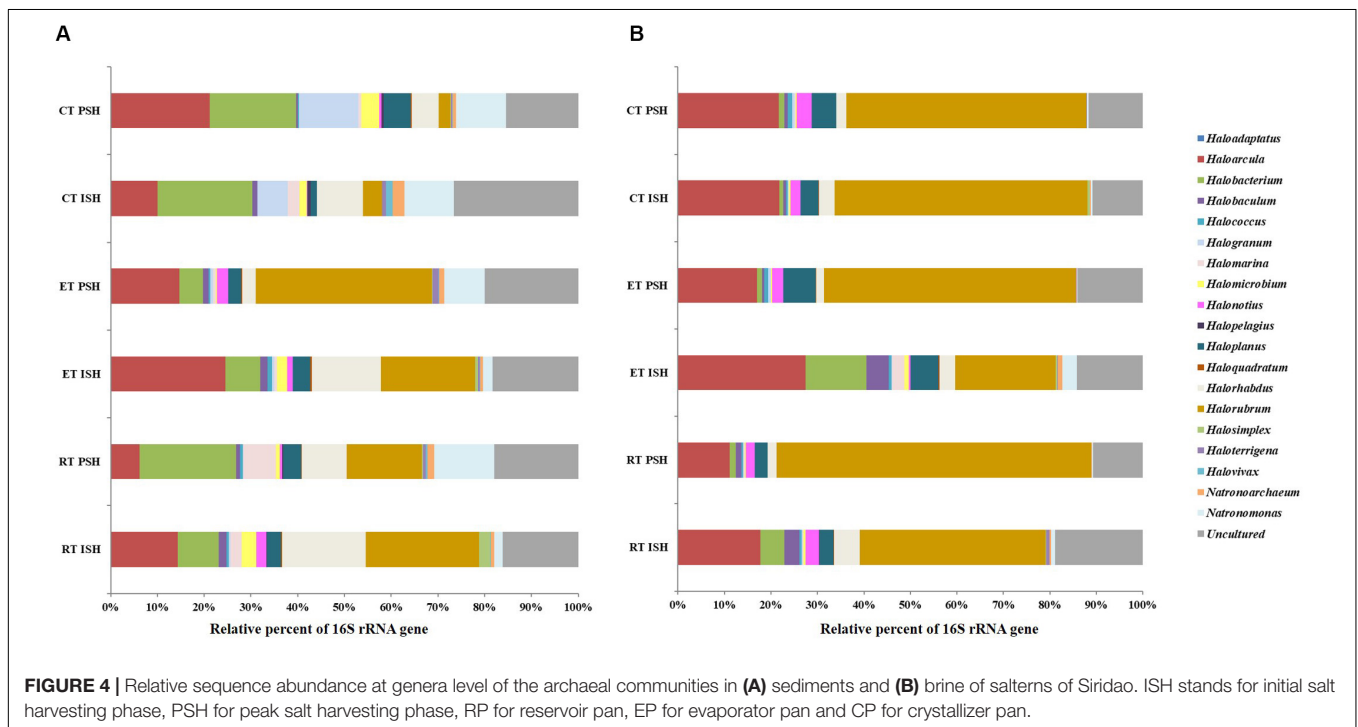 A
B
CT PSH
CT ISH
ET PSH
ET ISH
RT PSH
RT ISH
0% 10% 20% 30% 40% 50% 60% 70% 80% 90% 100%
Relative percent of 16S rRNA gene
CT PSH
CT ISH
ET PSH
ET ISH
RT PSH
RT ISH
0% 10% 20% 30% 40% 50% 60% 70% 80% 90% 100%
Relative percent of 16S rRNA gene
Haloadaptatus
Haloarcula
Halobacterium
Halobaculum
Halococcus
Halogranum
Halomarina
Halomicrobium
Halonotius
Halopelagius
Haloplanus
Haloquadratum
Halorhabdus
Halorubrum
Halosimplex
Haloterrigena
Halovivax
Natronoarchaeum
Natronomonas
Uncultured
FIGURE 4 | Relative sequence abundance at genera level of the archaeal communities in (A) sediments and (B) brine of salterns of Siridao. ISH stands for initial salt
harvesting phase, PSH for peak salt harvesting phase, RP for reservoir pan, EP for evaporator pan and CP for crystallizer pan.